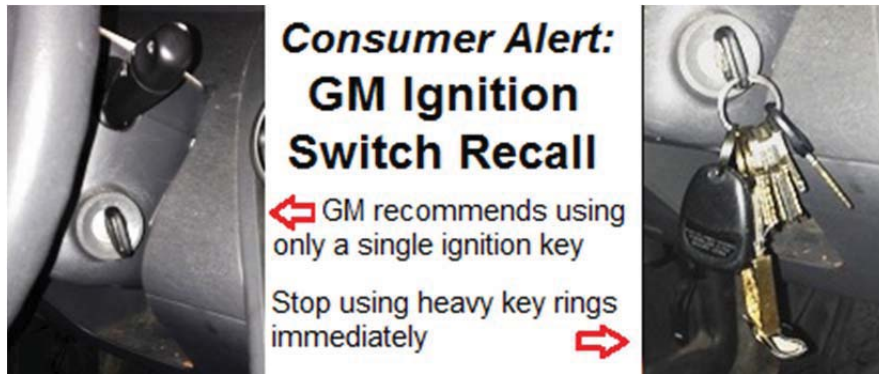 Consumer Alert:
GM Ignition
Switch Recall
GM recommends using
only a single ignition key
Stop using heavy key rings
immediately